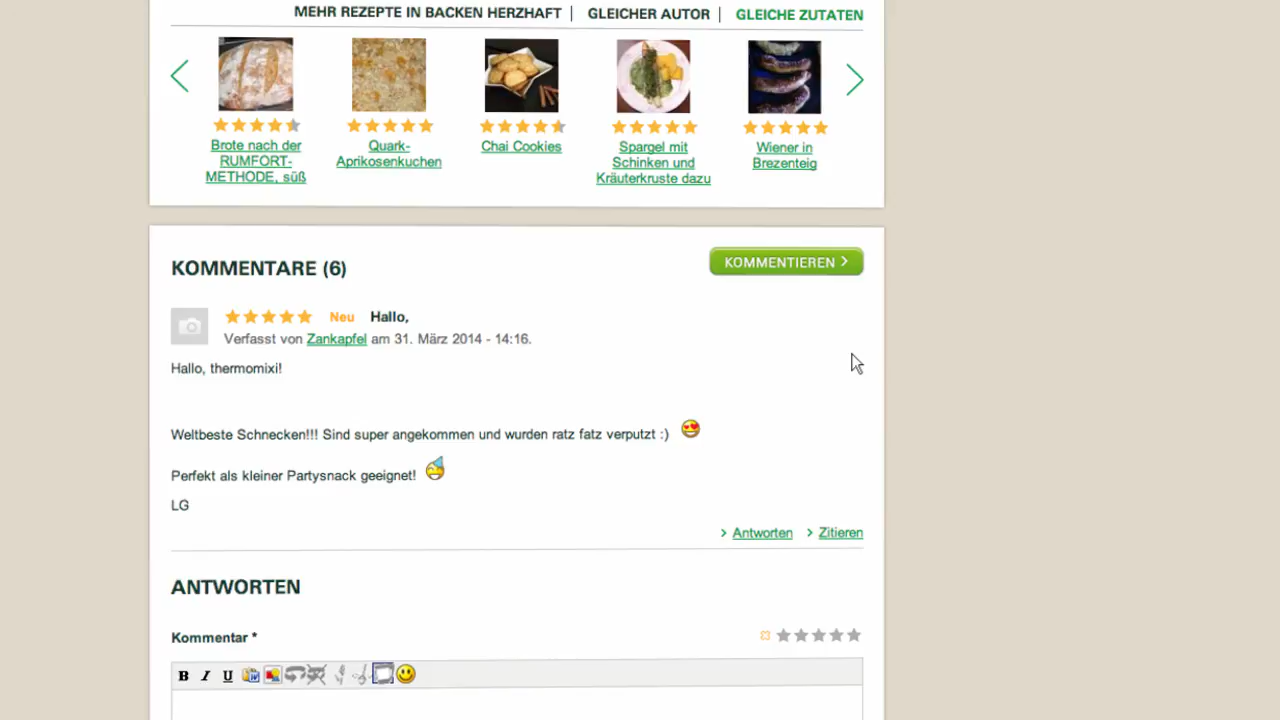 MEHR REZEPTE IN BACKEN HERZHAFT | GLEICHER AUTOR | GLEICHE ZUTATEN
Brote nach der
RUMFORT-
METHODE, süß
Quark-
Aprikosenkuchen
Chai Cookies
Spargel mit
Schinken und
Kräuterkruste dazu
Wiener in
Brezenteig
KOMMENTARE (6)
KOMMENTIEREN >
Neu Hallo,
Verfasst von Zankapfel am 31. März 2014 - 14:16.
Hallo, thermomixi!
Weltbeste Schnecken!!! Sind super angekommen und wurden ratz fatz verputzt :)
Perfekt als kleiner Partysnack geeignet!
LG
> Antworten > Zitieren
ANTWORTEN
Kommentar *
B I U